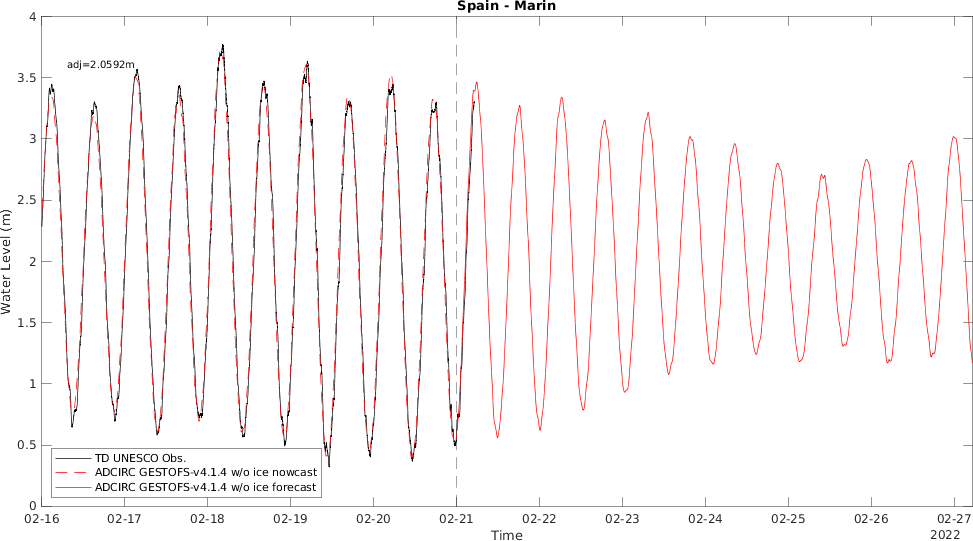 Spain - Marin
adj=2.0592m
Water Level (m)
4
3.5
3
2.5
2
1.5
1
0.5
0
TD UNESCO Obs.
ADCIRC GESTOFS-v4.1.4 w/o ice nowcast
ADCIRC GESTOFS-v4.1.4 w/o ice forecast
02-16 02-17 02-18 02-19 02-20 02-21 02-22 02-23 02-24 02-25 02-26 02-27
Time
2022